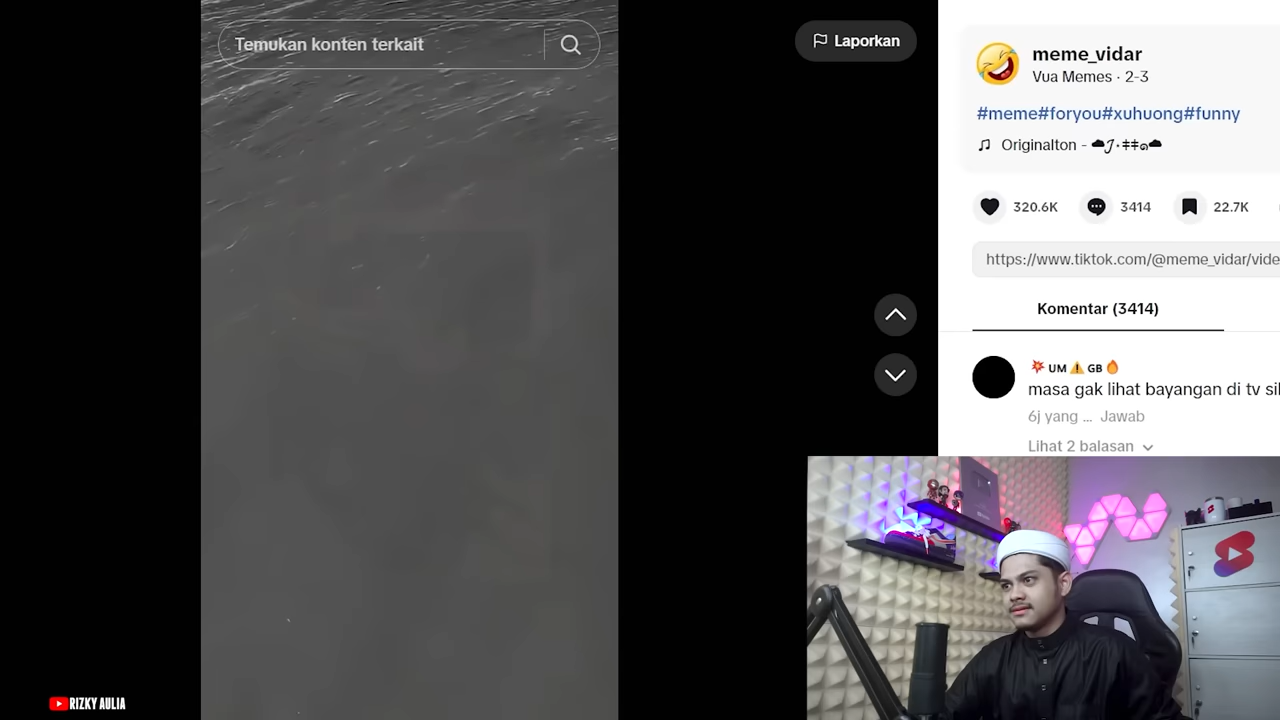 Temukan konten terkait
Laporkan
meme_vidar
Vua Memes · 2-3
#meme#foryou#xuhuong#funny
Originalton -
320.6K
3414
22.7K
https://www.tiktok.com/@meme_vidar/vide
Komentar (3414)
💥 UM ⚠️ GB 🔥
masa gak lihat bayangan di tv sil
6j yang ... Jawab
Lihat 2 balasan
RIZKY AULIA